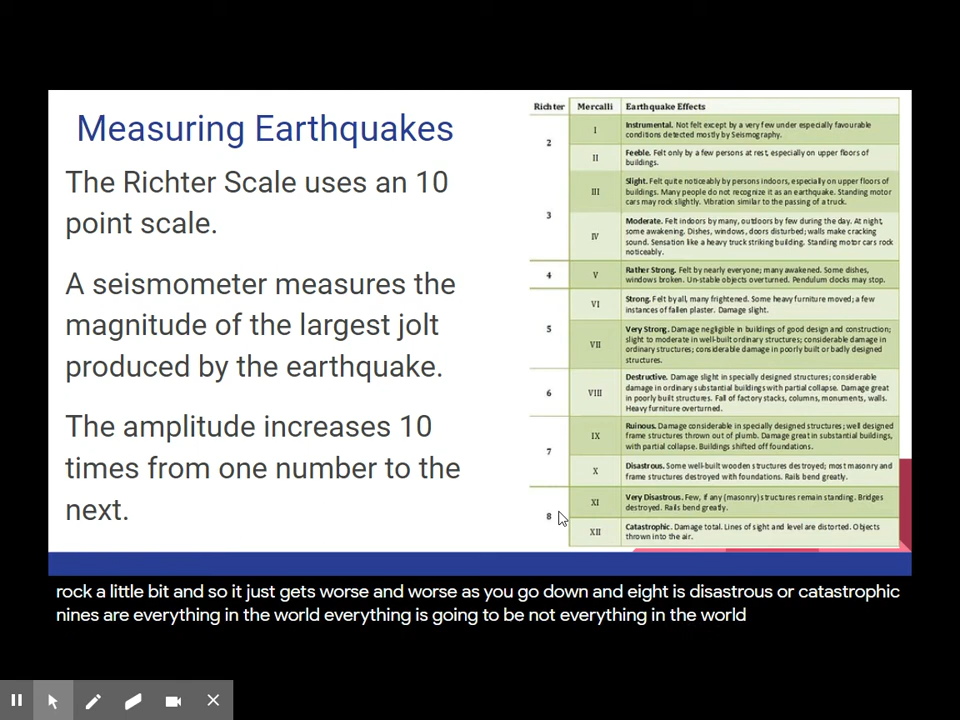 Measuring Earthquakes
The Richter Scale uses an 10
point scale.
A seismometer measures the
magnitude of the largest jolt
produced by the earthquake.
The amplitude increases 10
times from one number to the
next.
Richter Mercalli Earthquake Effects
2
I
Instrumental. Not felt except by a very few under especially favourable
conditions detected mostly by Seismography.
II
Feeble. Felt only by a few persons at rest, especially on upper floors of
buildings.
3
III
Slight. Felt quite noticeably by persons indoors, especially on upper floors of
buildings. Many people do not recognize it as an earthquake. Standing motor
cars may rock slightly. Vibration similar to the passing of a truck.
IV
Moderate. Felt indoors by many, outdoors by few during the day. At night,
some awakening. Dishes, windows, doors disturbed; walls make cracking
sound. Sensation like a heavy truck striking building. Standing motor cars rock
noticeably.
4
V
Rather Strong. Felt by nearly everyone; many awakened. Some dishes,
windows broken. Un-stable objects overturned. Pendulum clocks may stop.
5
VI
Strong. Felt by all, many frightened. Some heavy furniture moved; a few
instances of fallen plaster. Damage slight.
VII
Very Strong. Damage negligible in buildings of good design and construction;
slight to moderate in well-built ordinary structures; considerable damage in
ordinary structures; considerable damage in poorly built or badly designed
structures.
6
VIII
Destructive. Damage slight in specially designed structures; considerable
damage in ordinary substantial buildings with partial collapse. Damage great
in poorly built structures. Fall of factory stacks, columns, monuments, walls.
Heavy furniture overturned.
7
IX
Ruinous. Damage considerable in specially designed structures; well designed
frame structures thrown out of plumb. Damage great in substantial buildings,
with partial collapse. Buildings shifted off foundations.
X
Disastrous. Some well-built wooden structures destroyed; most masonry and
frame structures destroyed with foundations. Rails bend greatly.
8
XI
Very Disastrous. Few, if any (masonry) structures remain standing. Bridges
destroyed. Rails bend greatly.
XII
Catastrophic. Damage total. Lines of sight and level are distorted. Objects
thrown into the air.
rock a little bit and so it just gets worse and worse as you go down and eight is disastrous or catastrophic
nines are everything in the world everything is going to be not everything in the world